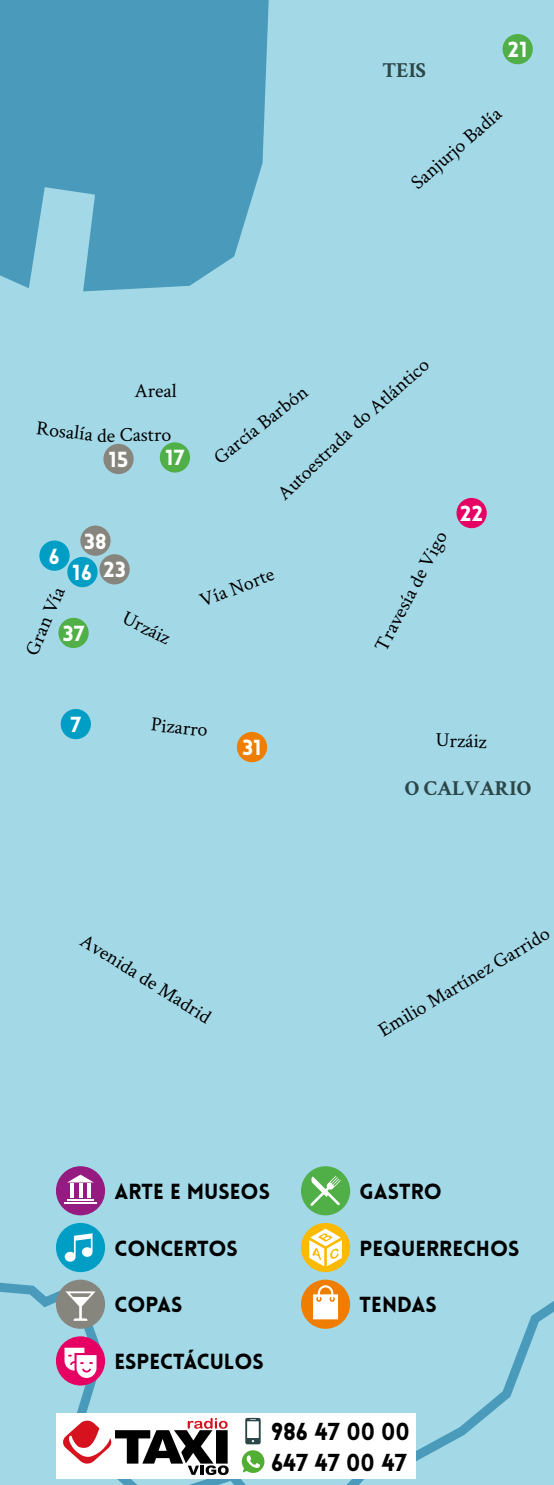 21
TEIS
Sanjurjo Badía
Areal
García Barbón
Autoestrada do Atlántico
Rosalía de Castro
15
17
22
38
6
16
23
Travesía de Vigo
Vía Norte
Gran Vía
37
Urzáiz
7
Pizarro
31
Urzáiz
O CALVARIO
Avenida de Madrid
Emilio Martínez Garrido
ARTE E MUSEOS
GASTRO
CONCERTOS
A B C
PEQUERRECHOS
COPAS
TENDAS
ESPECTÁCULOS
radio
TAXI
VIGO
986 47 00 00
647 47 00 47